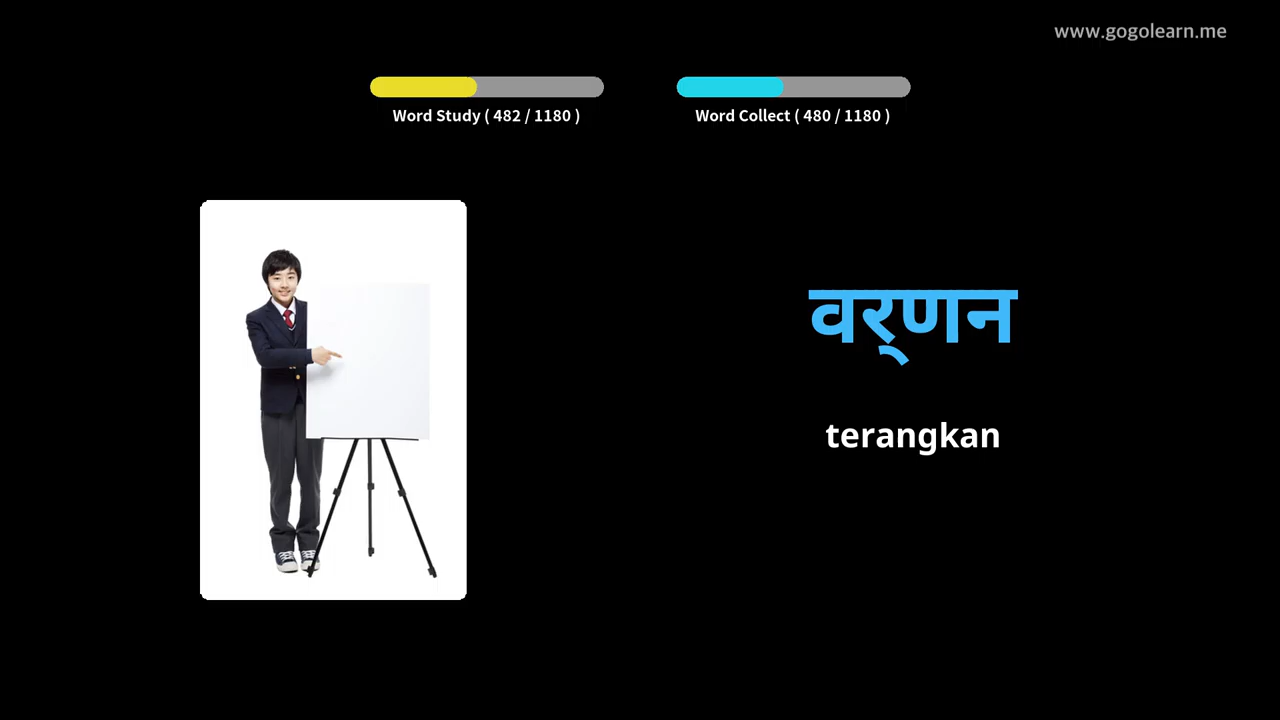 www.gogolearn.me
Word Study ( 482 / 1180 )
Word Collect ( 480 / 1180 )
वर्‌णन
terangkan